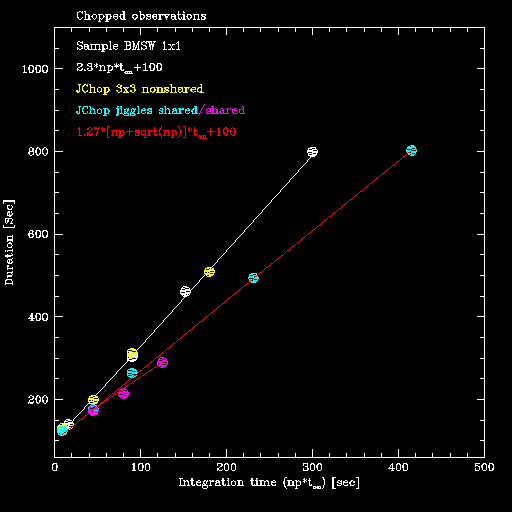 Chopped observations
Sample BMSW 1x1
2.3*np*t_on+100
JChop 3x3 nonshared
JChop jiggles shared/shared
1.27*[np+sqrt(np)]*t_on+100
1000
800
600
400
200
Duration [sec]
0 100 200 300 400 500
Integration time (np*t_on) [sec]